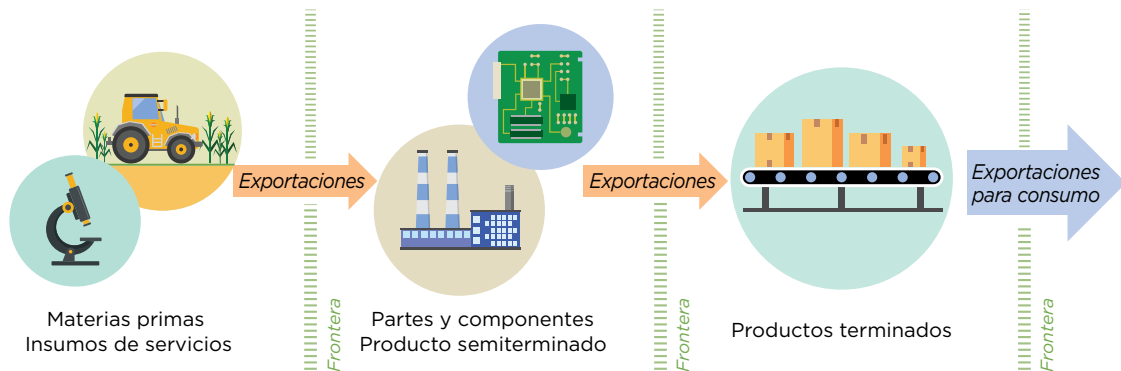 Exportaciones
Exportaciones
Exportaciones
para consumo
Materias primas
Insumos de servicios
Frontera
Partes y componentes
Producto semiterminado
Frontera
Productos terminados
Frontera